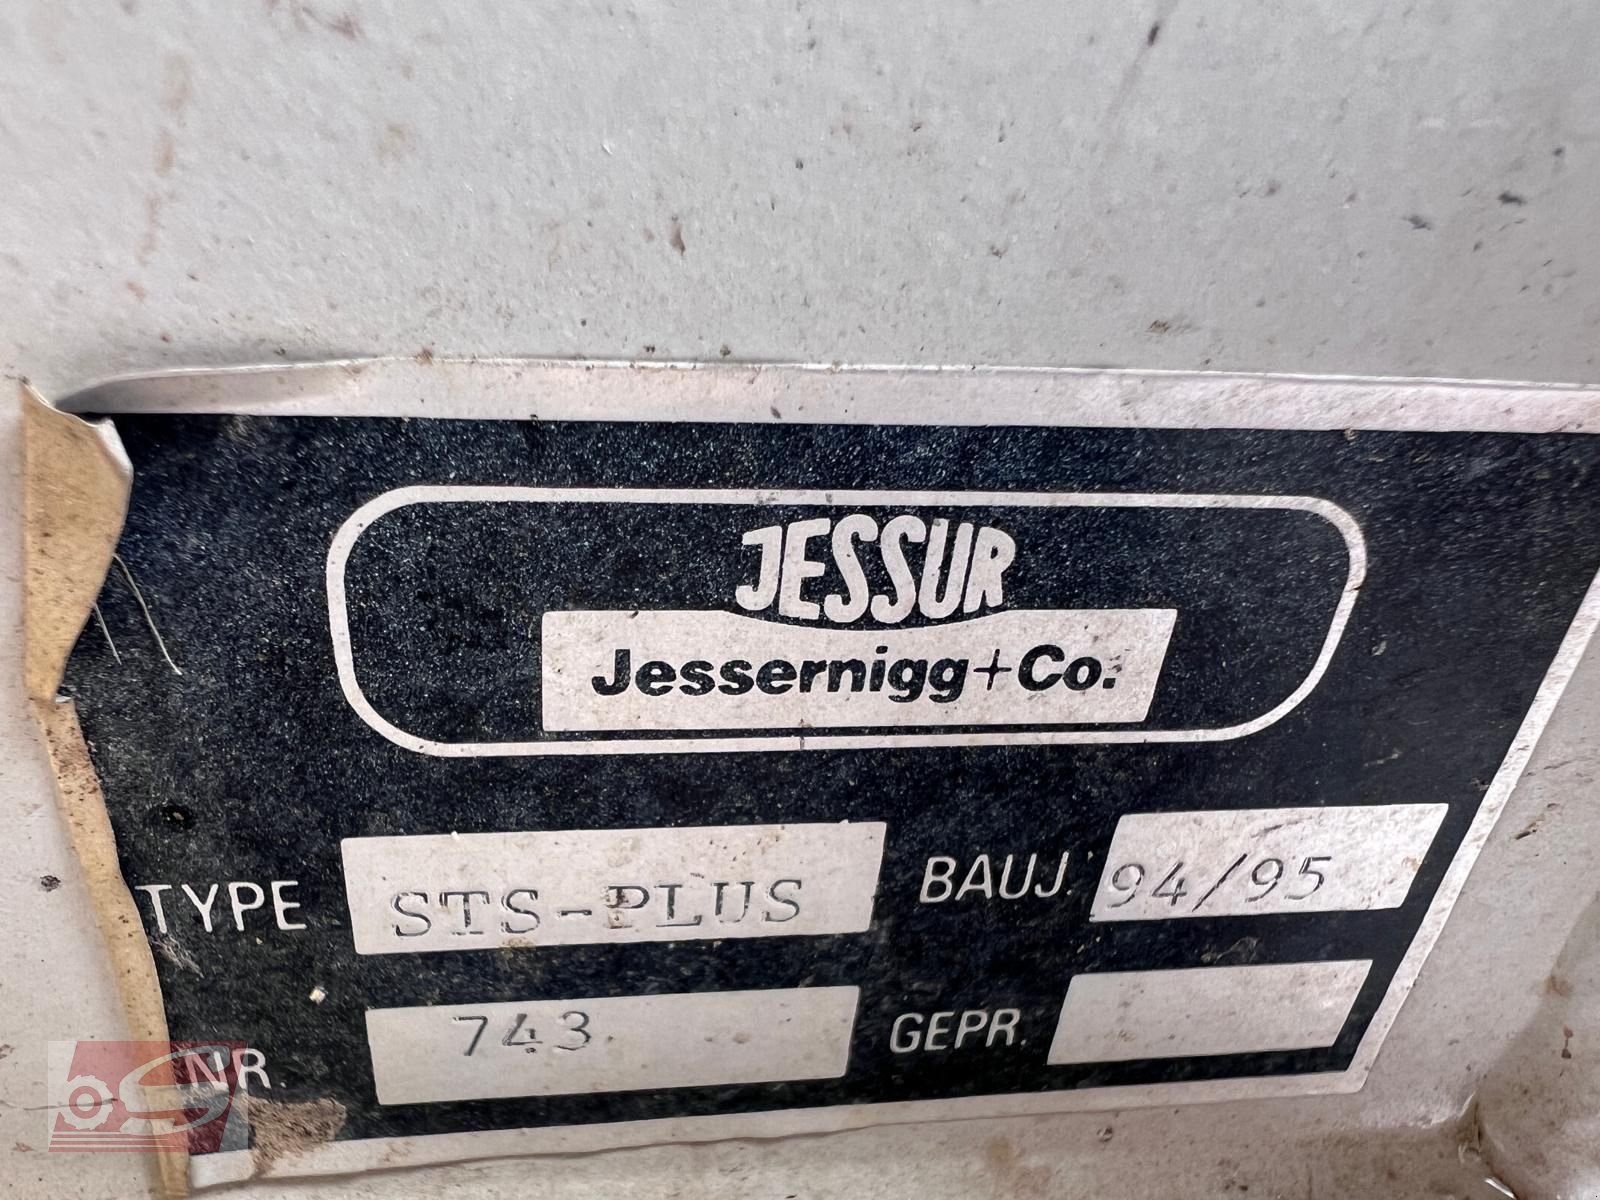 JESSUR
Jessernigg+Co.
TYPE STS-PLUS BAUJ. 94/95
NR. 743 GEPR.